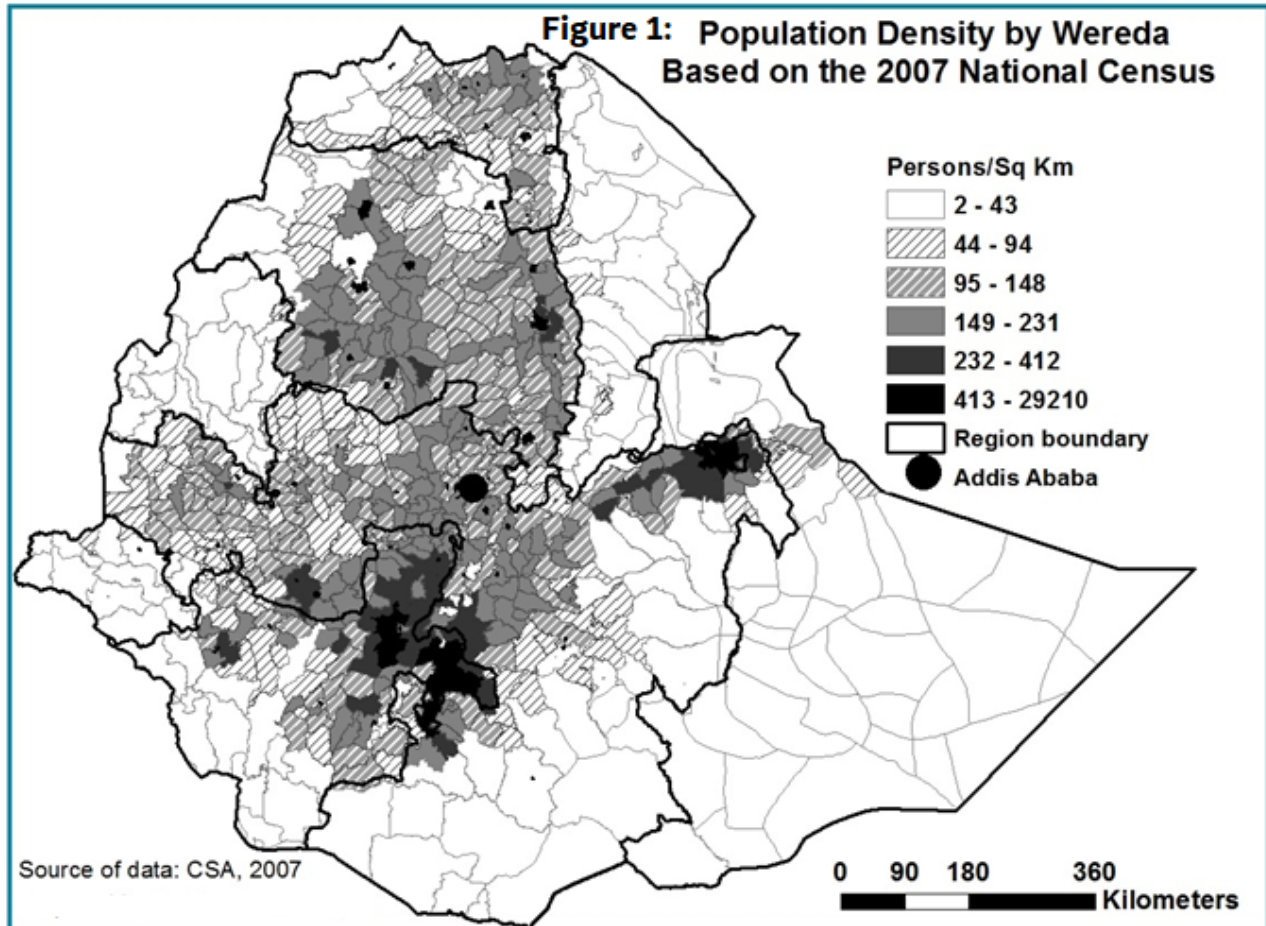 Figure 1: Population Density by Wereda
Based on the 2007 National Census
Persons/Sq Km
2 - 43
44 - 94
95 - 148
149 - 231
232 - 412
413 - 29210
Region boundary
Addis Ababa
Source of data: CSA, 2007
0 90 180 360
Kilometers